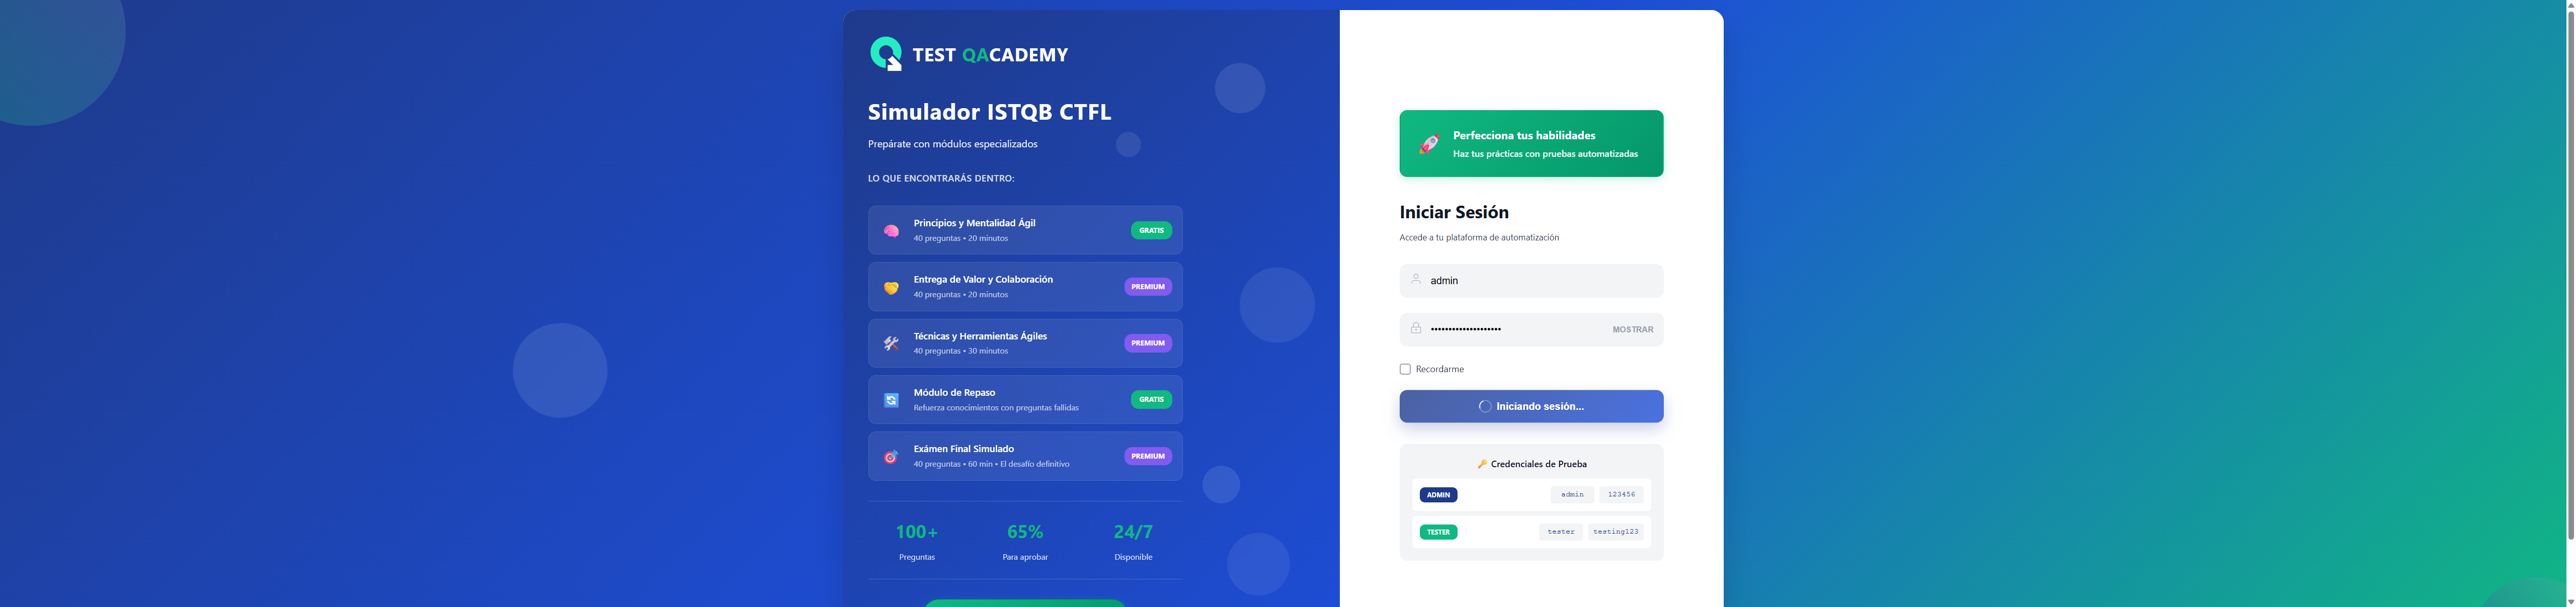 TEST QACADEMY
Simulador ISTQB CTFL
Prepárate con módulos especializados
LO QUE ENCONTRARÁS DENTRO:
Principios y Mentalidad Ágil
40 preguntas • 20 minutos
GRATIS
Entrega de Valor y Colaboración
40 preguntas • 20 minutos
PREMIUM
Técnicas y Herramientas Ágiles
40 preguntas • 30 minutos
PREMIUM
Módulo de Repaso
Refuerza conocimientos con preguntas fallidas
GRATIS
Exámen Final Simulado
40 preguntas • 60 min • El desafío definitivo
PREMIUM
100+ 65% 24/7
Preguntas Para aprobar Disponible
Perfecciona tus habilidades
Haz tus prácticas con pruebas automatizadas
Iniciar Sesión
Accede a tu plataforma de automatización
admin
•••••••••••••••••••• MOSTRAR
Recordarme
Iniciando sesión...
Credenciales de Prueba
ADMIN admin 123456
TESTER tester testing123